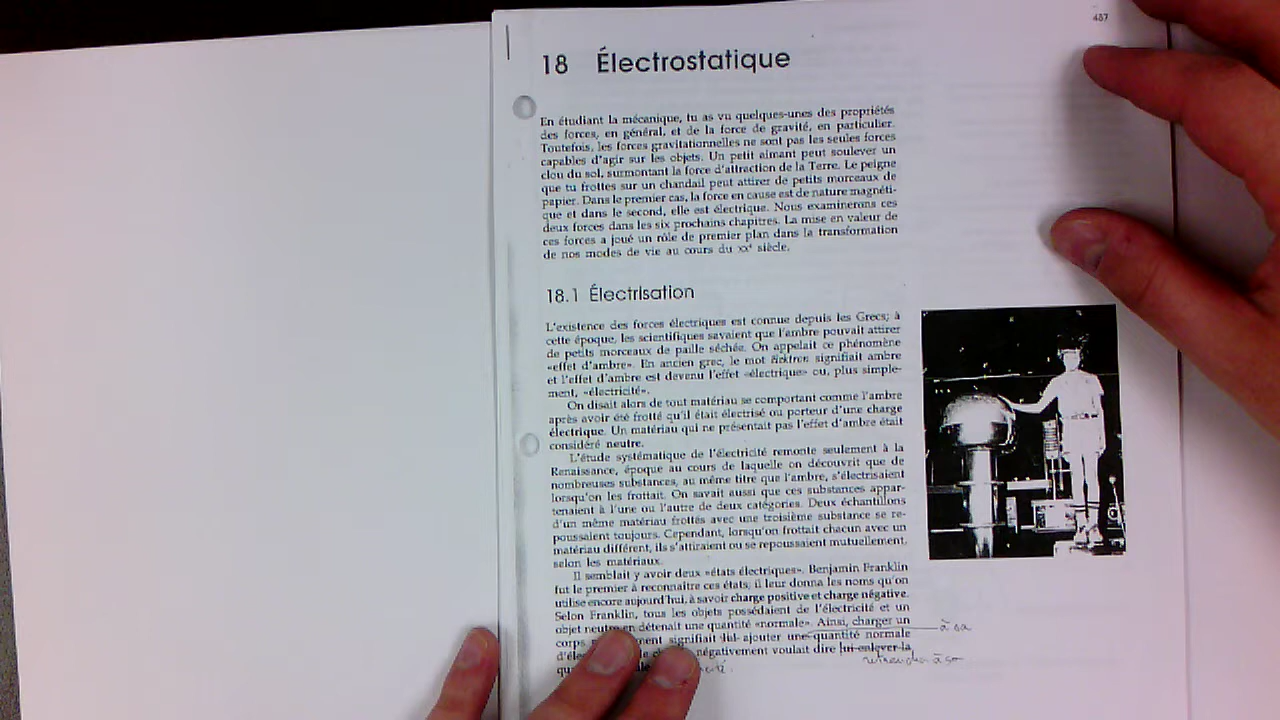 487
18 Électrostatique
En étudiant la mécanique, tu as vu quelques-unes des propriétés
des forces, en général, et de la force de gravité, en particulier.
Toutefois, les forces gravitationnelles ne sont pas les seules forces
capables d'agir sur les objets. Un petit aimant peut soulever un
clou du sol, surmontant la force d'attraction de la Terre. Le peigne
que tu frottes sur un chandail peut attirer de petits morceaux de
papier. Dans le premier cas, la force en cause est de nature magnéti-
que et dans le second, elle est électrique. Nous examinerons ces
deux forces dans les six prochains chapitres. La mise en valeur de
ces forces a joué un rôle de premier plan dans la transformation
de nos modes de vie au cours du XXe siècle.
18.1 Électrisation
L'existence des forces électriques est connue depuis les Grecs; à
cette époque, les scientifiques savaient que l'ambre pouvait attirer
de petits morceaux de paille séchée. On appelait ce phénomène
«effet d'ambre». En ancien grec, le mot êlektron signifiait ambre
et l'effet d'ambre est devenu l'effet «électrique» ou, plus simple-
ment, «électricité».
On disait alors de tout matériau se comportant comme l'ambre
après avoir été frotté qu'il était électrisé ou porteur d'une charge
électrique. Un matériau qui ne présentait pas l'effet d'ambre était
considéré neutre.
L'étude systématique de l'électricité remonte seulement à la
Renaissance, époque au cours de laquelle on découvrit que de
nombreuses substances, au même titre que l'ambre, s'électrisaient
lorsqu'on les frottait. On savait aussi que ces substances appar-
tenaient à l'une ou l'autre de deux catégories. Deux échantillons
d'un même matériau frottés avec une troisième substance se re-
poussaient toujours. Cependant, lorsqu'on frottait chacun avec un
matériau différent, ils s'attiraient ou se repoussaient mutuellement,
selon les matériaux.
Il semblait y avoir deux «états électriques». Benjamin Franklin
fut le premier à reconnaître ces états; il leur donna les noms qu'on
utilise encore aujourd'hui, à savoir charge positive et charge négative.
Selon Franklin, tous les objets possédaient de l'électricité et un
objet neutre en détenait une quantité «normale». Ainsi, charger un
corps signifiait lui ajouter une quantité normale à sa
négativement voulait dire lui enlever la
à sa